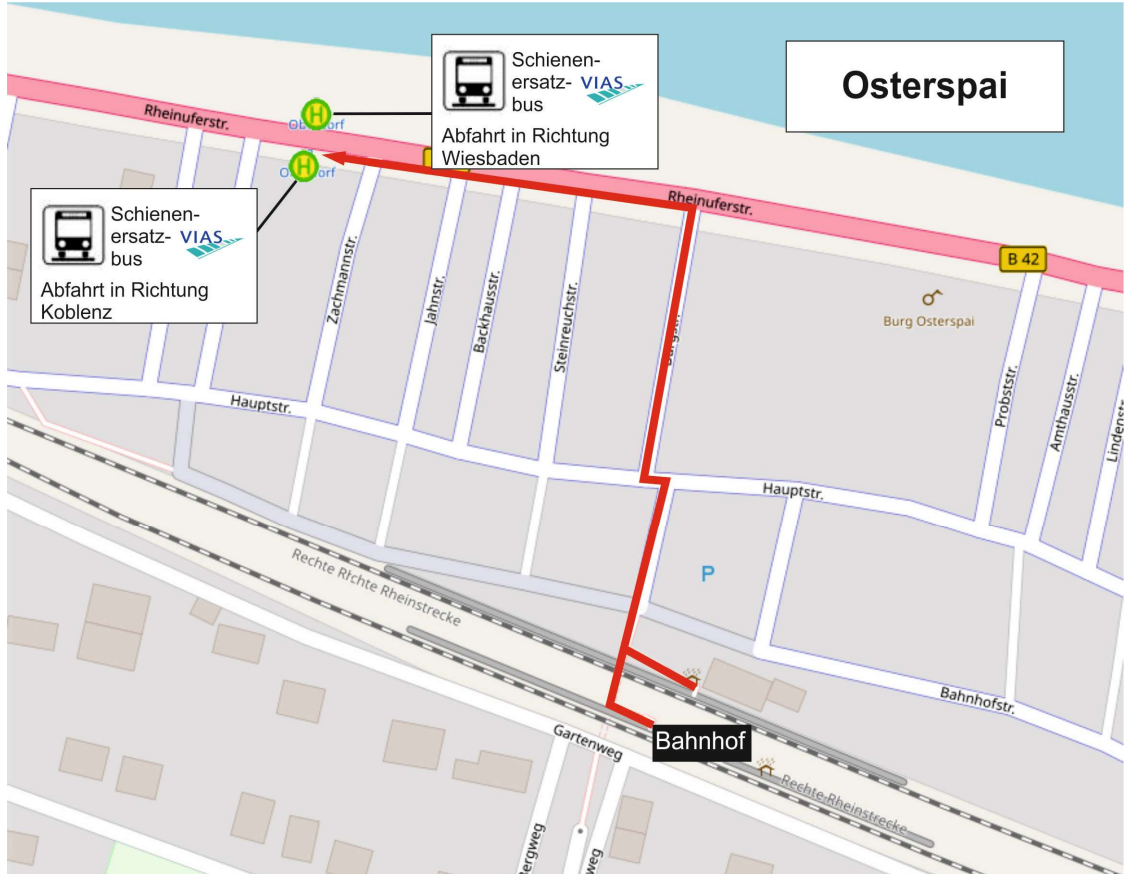 Osterspai
Schienen-
ersatz-
bus
VIAS
Abfahrt in Richtung
Wiesbaden
H
H
Schienen-
ersatz-
bus
VIAS
Abfahrt in Richtung
Koblenz
Rheinuferstr.
Rheinuferstr.
B 42
Burg Osterspai
Zachmannstr.
Jahnstr.
Backhausstr.
Steinreuchstr.
Probststr.
Amthausstr.
Hauptstr.
Hauptstr.
P
Rechte
Rheinstrecke
Bahnhofstr.
Bahnhof
Gartenweg
Rechte-Rheinstrecke